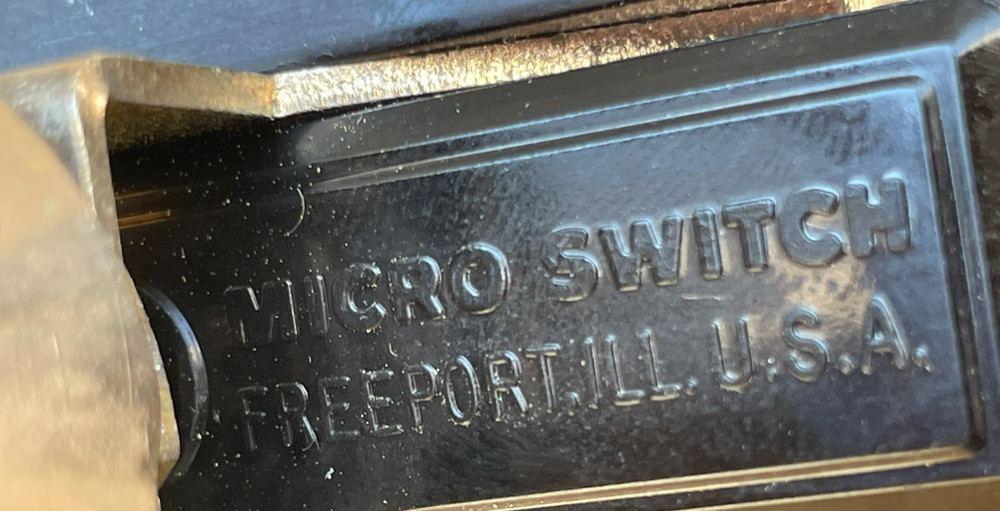 MICRO SWITCH
FREEPORT, ILL. U.S.A.